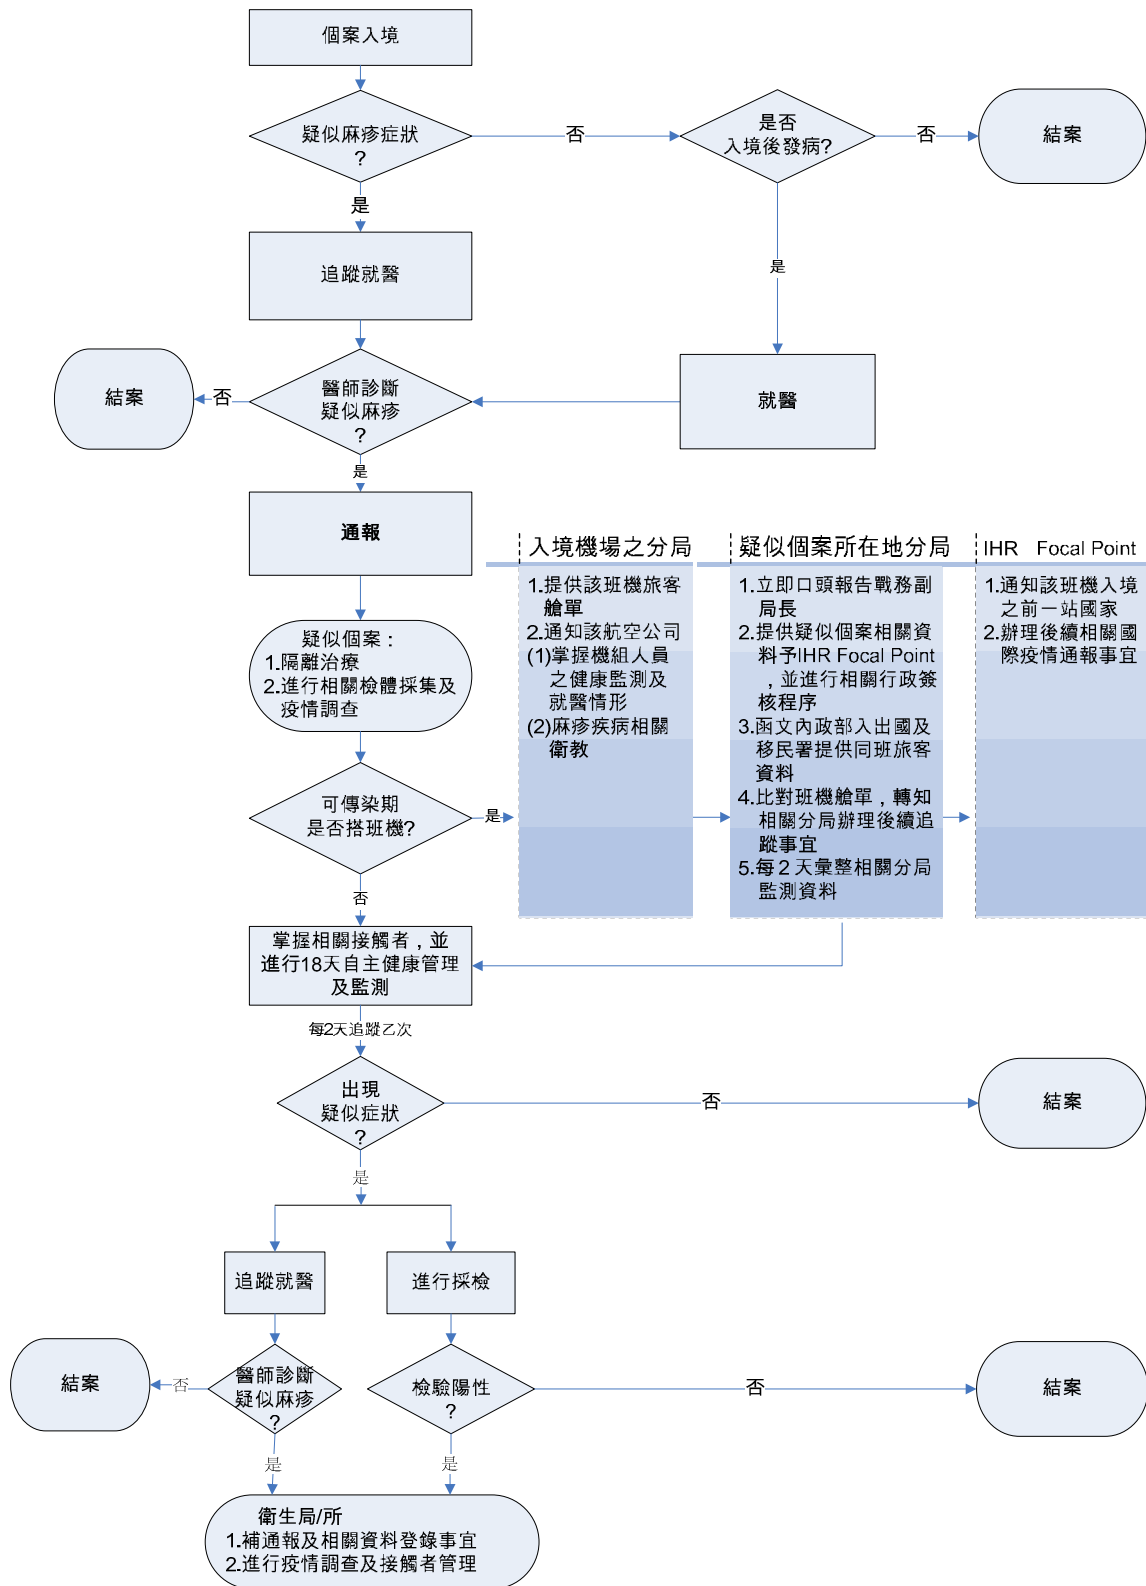 個案入境
疑似麻疹症狀
?
否
是否
入境後發病?
否
結案
是
追蹤就醫
是
結案
否
醫師診斷
疑似麻疹
?
就醫
是
通報
入境機場之分局
1.提供該班機旅客
艙單
2.通知該航空公司
(1)掌握機組人員
之健康監測及
就醫情形
(2)麻疹疾病相關
衛教
疑似個案所在地分局
1.立即口頭報告戰務副
局長
2.提供疑似個案相關資
料予IHR Focal Point
，並進行相關行政簽
核程序
3.函文內政部入出國及
移民署提供同班旅客
資料
4.比對班機艙單，轉知
相關分局辦理後續追
蹤事宜
5.每2天彙整相關分局
監測資料
IHR Focal Point
1.通知該班機入境
之前一站國家
2.辦理後續相關國
際疫情通報事宜
疑似個案：
1.隔離治療
2.進行相關檢體採集及
疫情調查
可傳染期
是否搭班機?
是
否
掌握相關接觸者，並
進行18天自主健康管理
及監測
每2天追蹤乙次
出現
疑似症狀
?
否
結案
是
追蹤就醫
進行採檢
結案
否
醫師診斷
疑似麻疹
?
檢驗陽性
?
否
結案
是
是
衛生局/所
1.補通報及相關資料登錄事宜
2.進行疫情調查及接觸者管理